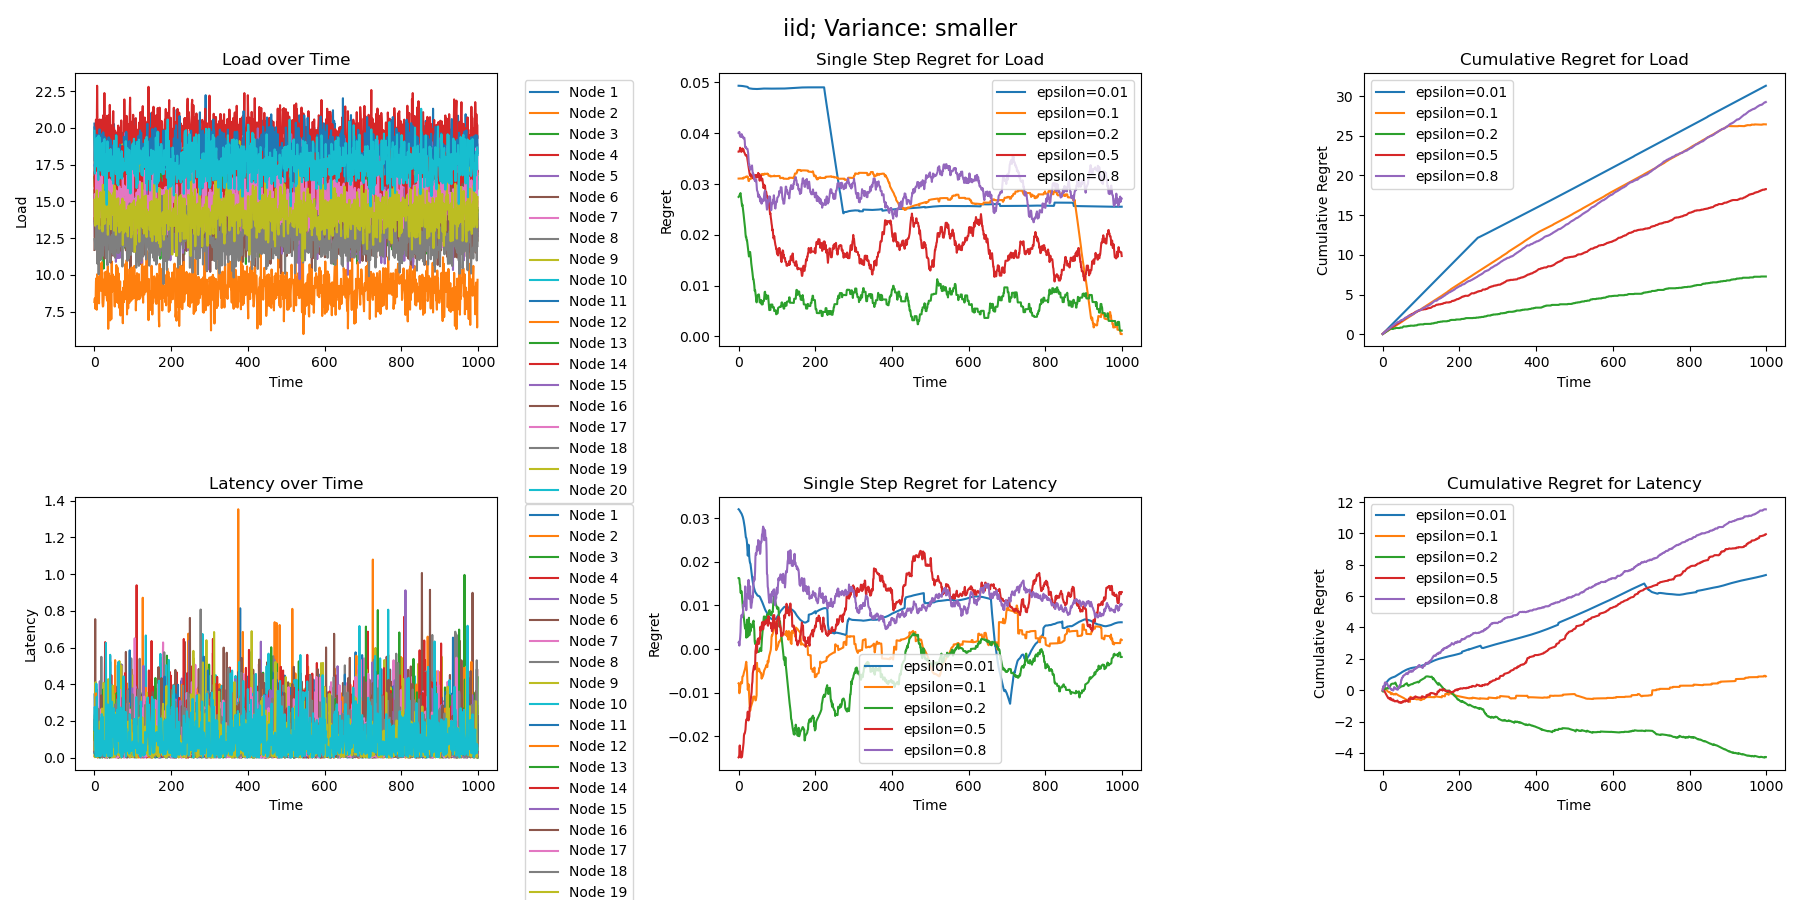 iid; Variance: smaller
Load over Time
Load
22.5
20.0
17.5
15.0
12.5
10.0
7.5
0
200
400
600
800
1000
Time
Node 1
Node 2
Node 3
Node 4
Node 5
Node 6
Node 7
Node 8
Node 9
Node 10
Node 11
Node 12
Node 13
Node 14
Node 15
Node 16
Node 17
Node 18
Node 19
Node 20
Single Step Regret for Load
Regret
0.05
0.04
0.03
0.02
0.01
0.00
0
200
400
600
800
1000
Time
epsilon=0.01
epsilon=0.1
epsilon=0.2
epsilon=0.5
epsilon=0.8
Cumulative Regret for Load
Cumulative Regret
30
25
20
15
10
5
0
0
200
400
600
800
1000
Time
epsilon=0.01
epsilon=0.1
epsilon=0.2
epsilon=0.5
epsilon=0.8
Latency over Time
Latency
1.4
1.2
1.0
0.8
0.6
0.4
0.2
0.0
0
200
400
600
800
1000
Time
Node 1
Node 2
Node 3
Node 4
Node 5
Node 6
Node 7
Node 8
Node 9
Node 10
Node 11
Node 12
Node 13
Node 14
Node 15
Node 16
Node 17
Node 18
Node 19
Single Step Regret for Latency
Regret
0.03
0.02
0.01
0.00
−0.01
−0.02
0
200
400
600
800
1000
Time
epsilon=0.01
epsilon=0.1
epsilon=0.2
epsilon=0.5
epsilon=0.8
Cumulative Regret for Latency
Cumulative Regret
12
10
8
6
4
2
0
−2
−4
0
200
400
600
800
1000
Time
epsilon=0.01
epsilon=0.1
epsilon=0.2
epsilon=0.5
epsilon=0.8